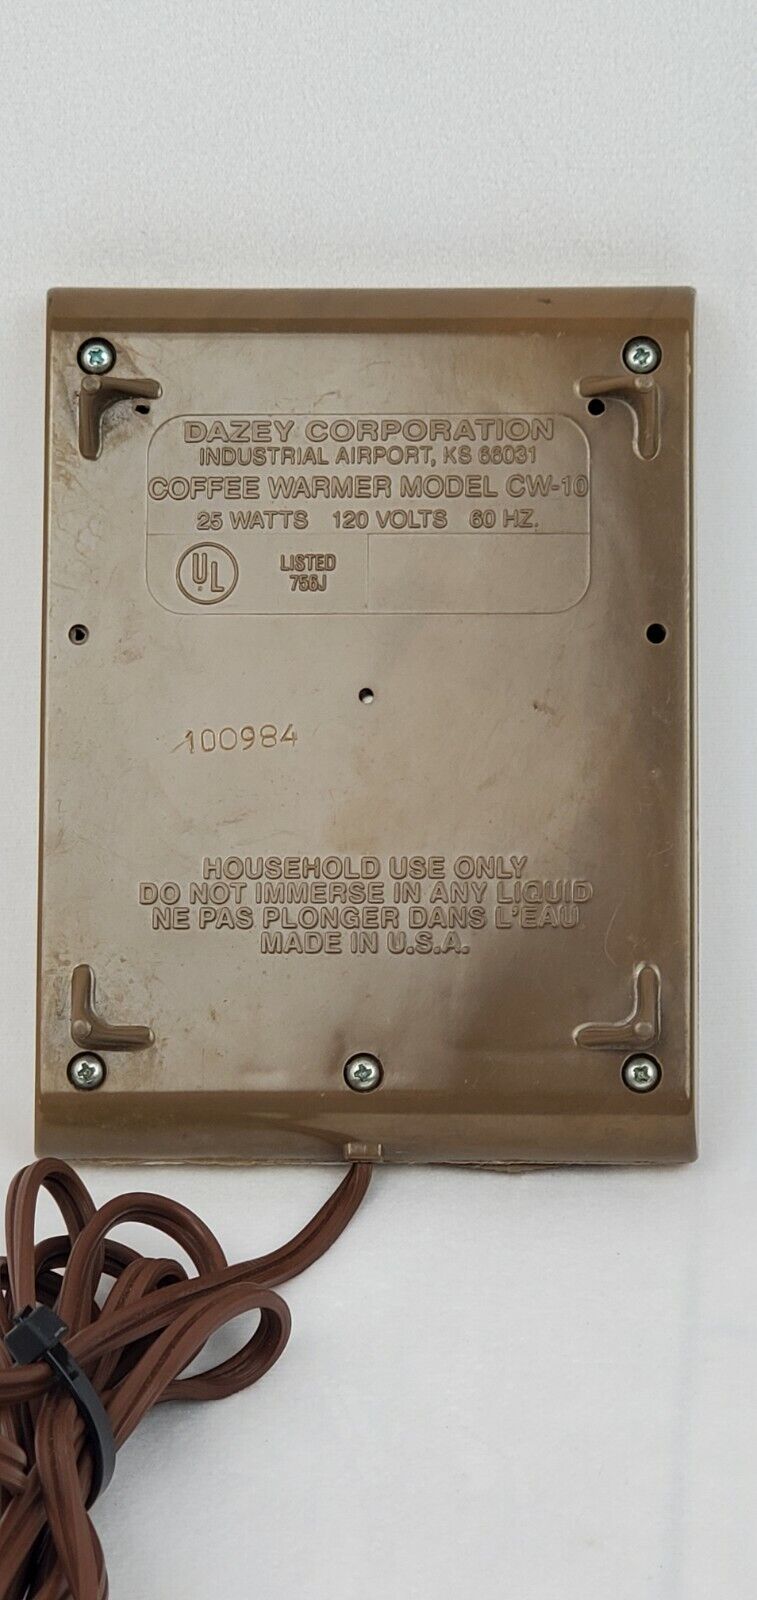 DAZEY CORPORATION
INDUSTRIAL AIRPORT, KS 66031
COFFEE WARMER MODEL CW-10
25 WATTS 120 VOLTS 60 HZ.
UL LISTED
756J
100984
HOUSEHOLD USE ONLY
DO NOT IMMERSE IN ANY LIQUID
NE PAS PLONGER DANS L'EAU
MADE IN U.S.A.